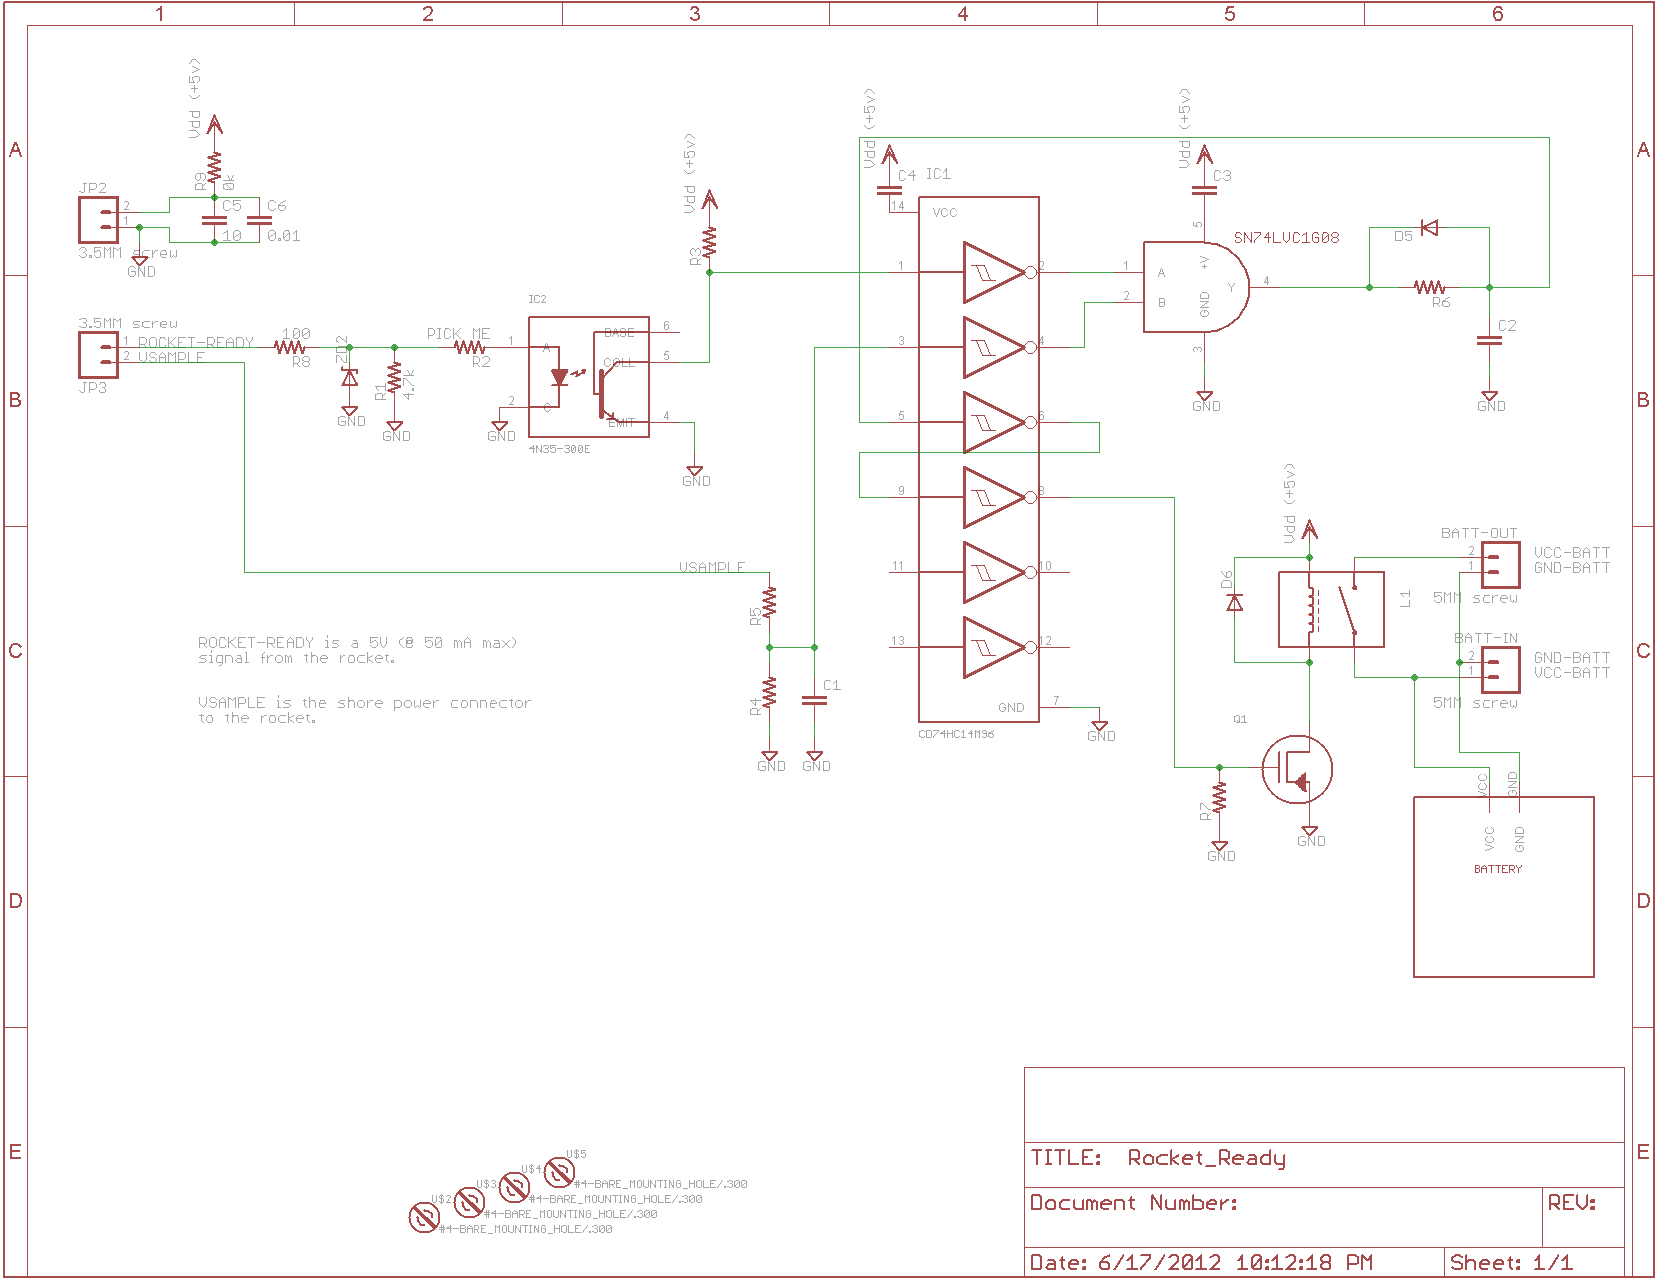 1 2 3 4 5 6
A A
B B
C C
D D
E E
Vdd (+5v)
R9
0k
JP2
2
1
3.5MM screw
GND
C5
10
C6
0.01
3.5MM screw
1
2
ROCKET-READY
VSAMPLE
JP3
100
R8
ZD2
GND
R1
4.7k
GND
PICK ME
R2
IC2
1
A
2
C
GND
BASE
6
COLL
5
EMIT
4
4N35-300E
GND
Vdd (+5v)
R3
VSAMPLE
R5
R4
GND
C1
GND
Vdd (+5v)
C4
IC1
14
VCC
1
2
3
4
5
6
9
8
11
10
13
12
GND
7
GND
CD74HC14M96
Vdd (+5v)
C3
5
SN74LVC1G08
1
A
+V
2
B
Y
4
GND
3
GND
D5
R6
C2
GND
Vdd (+5v)
D6
L1
Q1
R7
GND
GND
BATT-OUT
2
1
VCC-BATT
GND-BATT
5MM screw
BATT-IN
2
1
GND-BATT
VCC-BATT
5MM screw
VCC
GND
VCC
GND
BATTERY
ROCKET-READY is a 5V (@ 50 mA max)
signal from the rocket.
VSAMPLE is the shore power connector
to the rocket.
U$5
#4-BARE_MOUNTING_HOLE/.300
U$4
#4-BARE_MOUNTING_HOLE/.300
U$3
#4-BARE_MOUNTING_HOLE/.300
U$2
#4-BARE_MOUNTING_HOLE/.300
TITLE: Rocket_Ready
Document Number:
REV:
Date: 6/17/2012 10:12:18 PM
Sheet: 1/1